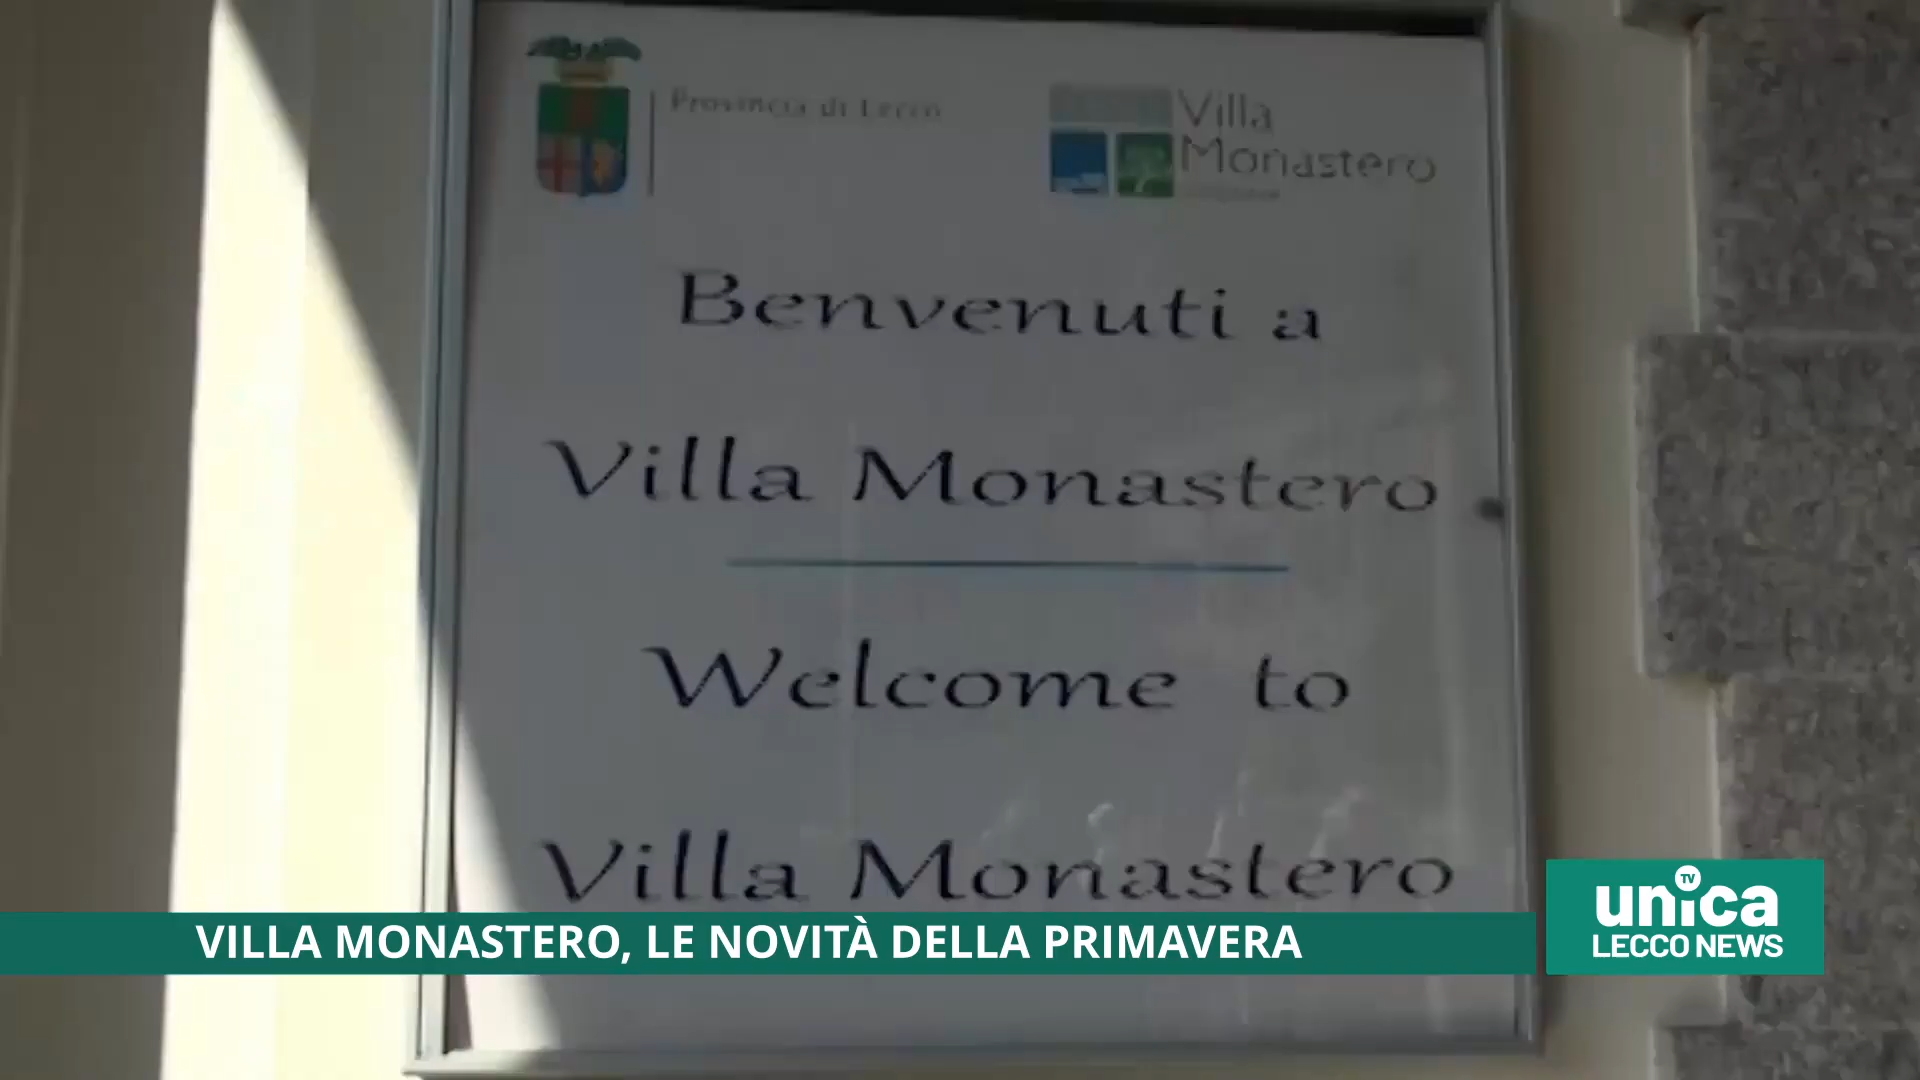 Provincia di Lecco
Villa
Monastero
Benvenuti a
Villa Monastero
Welcome to
Villa Monastero
VILLA MONASTERO, LE NOVITÀ DELLA PRIMAVERA
unica TV
LECCO NEWS